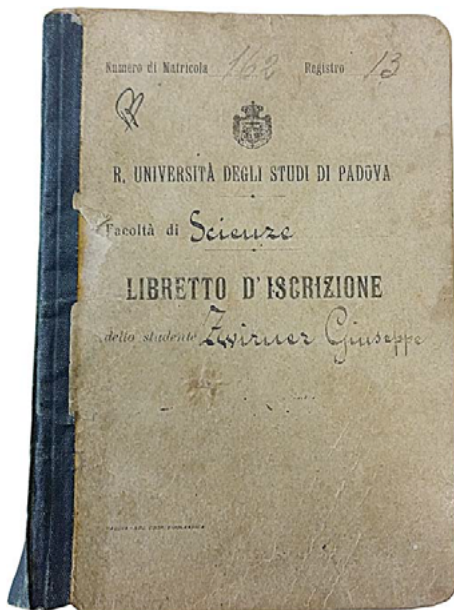 Numero di Matricola 162 Registro 13
R. UNIVERSITÀ DEGLI STUDI DI PADOVA
Facoltà di Scienze
LIBRETTO D'ISCRIZIONE
dello studente Zwirner Giuseppe